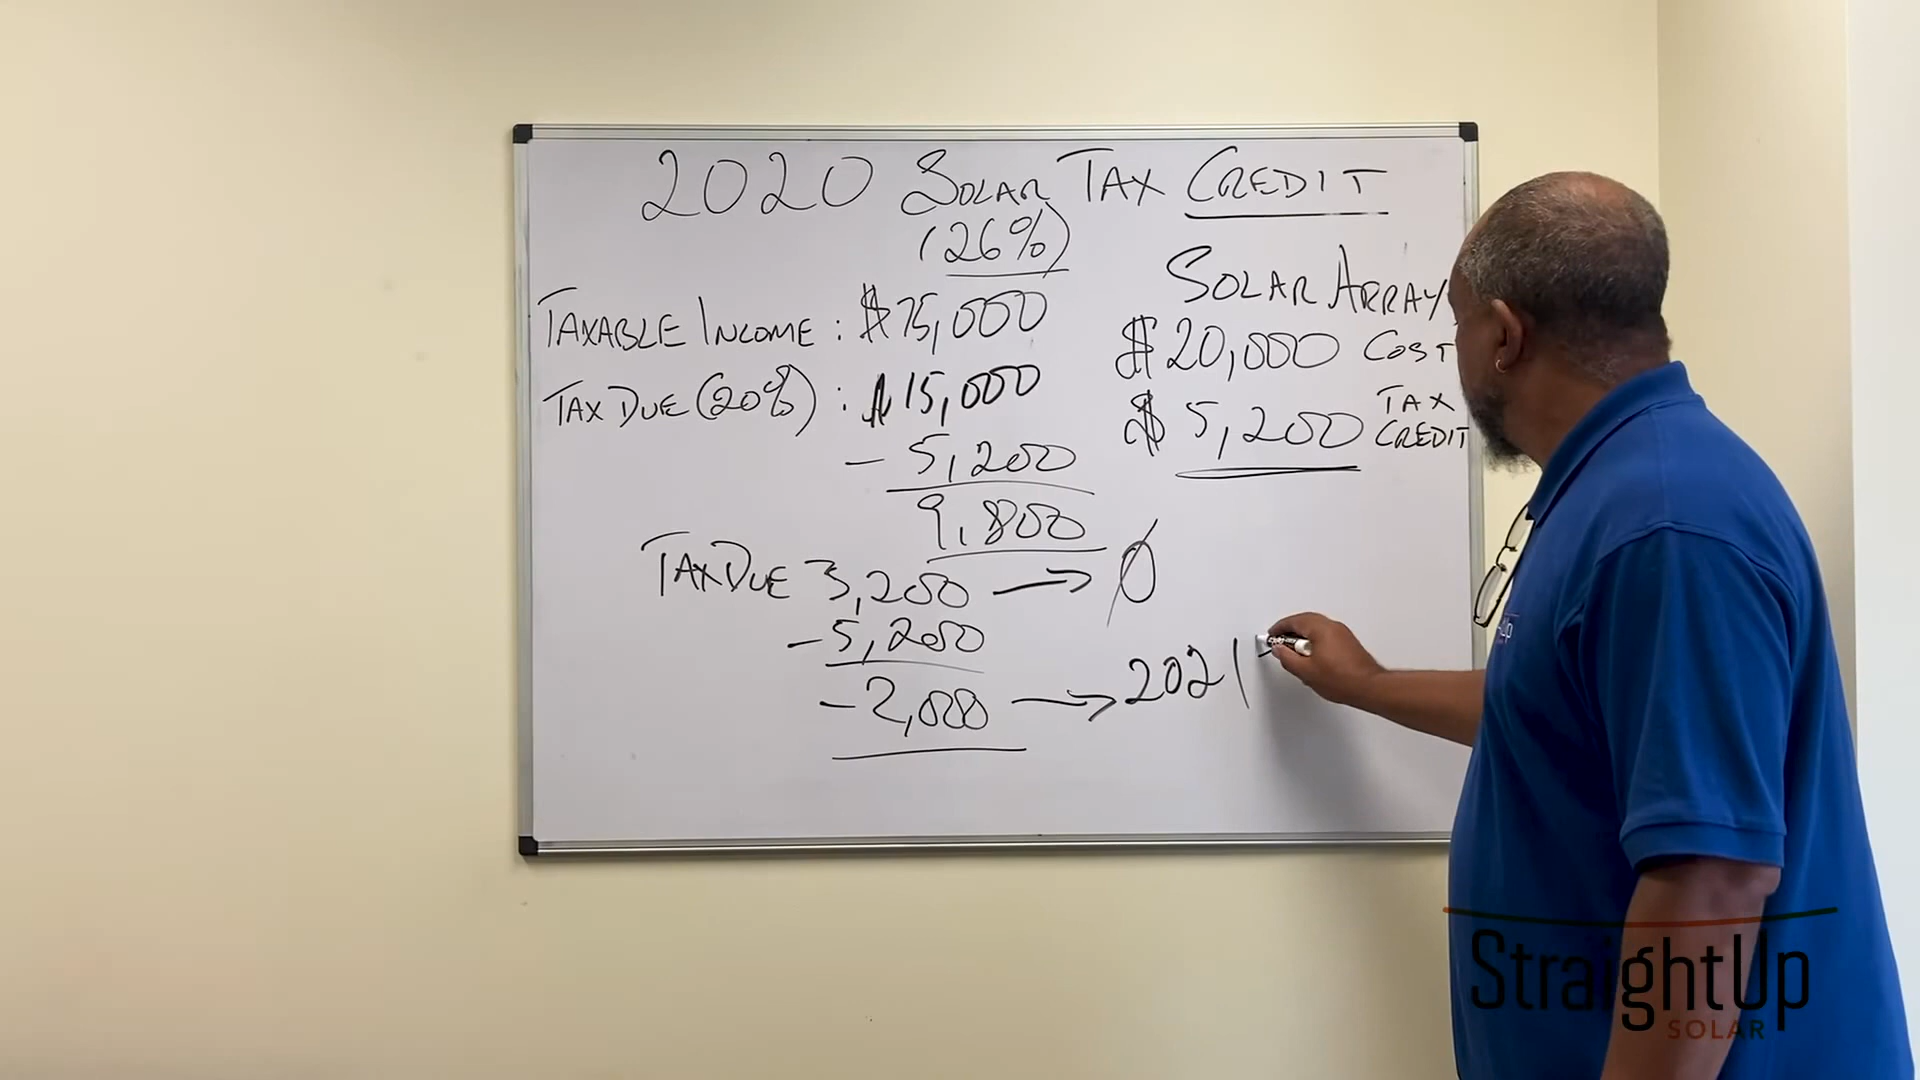 2020 SOLAR TAX CREDIT
(26%)
TAXABLE INCOME : $75,000
TAX DUE (20%) : $15,000
- 5,200
9,800
TAX DUE 3,200 → 0
- 5,200
- 2,000 → 2021
SOLAR ARRAY
$20,000 COST
$5,200 TAX CREDIT
StraightUp
SOLAR